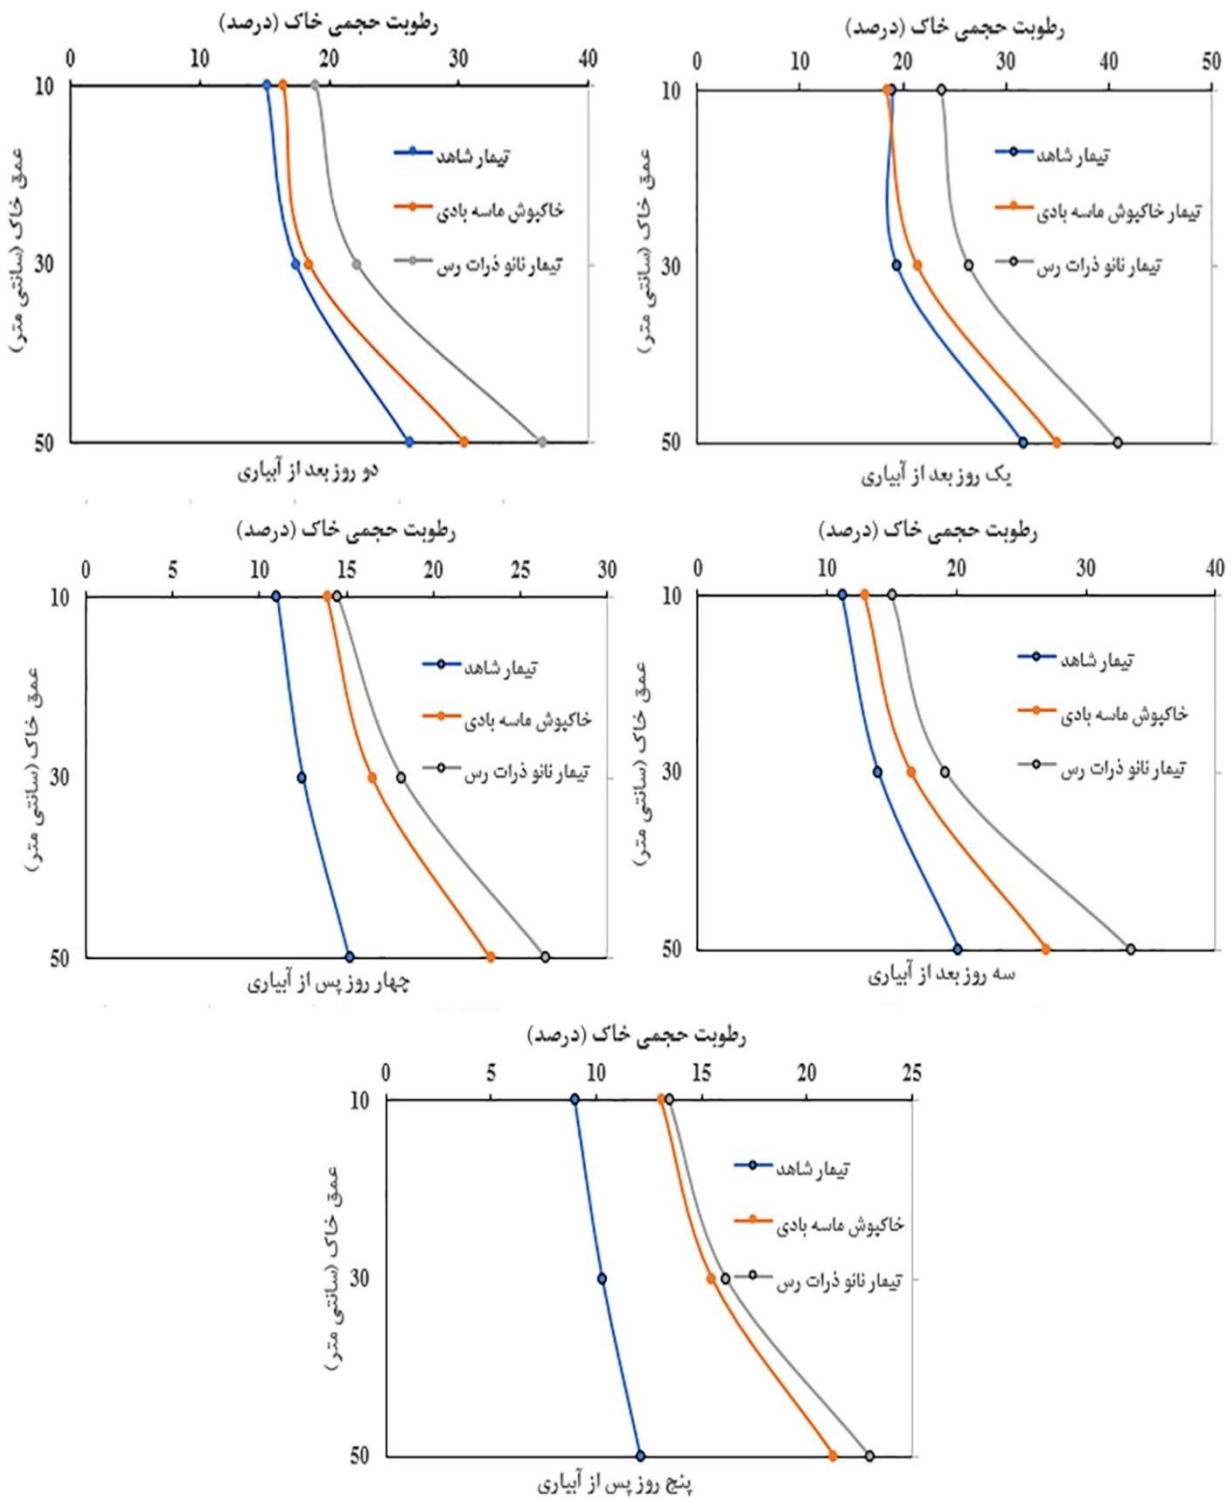 رطوبت حجمی خاک (درصد)
0 10 20 30 40 50
10
30
50
عمق خاک (سانتی متر)
تیمار شاهد
تیمار خاکپوش ماسه بادی
تیمار نانو ذرات رس
یک روز بعد از آبیاری
رطوبت حجمی خاک (درصد)
0 10 20 30 40
10
30
50
عمق خاک (سانتی متر)
تیمار شاهد
خاکپوش ماسه بادی
تیمار نانو ذرات رس
دو روز بعد از آبیاری
رطوبت حجمی خاک (درصد)
0 10 20 30 40
10
30
50
عمق خاک (سانتی متر)
تیمار شاهد
خاکپوش ماسه بادی
تیمار نانو ذرات رس
سه روز بعد از آبیاری
رطوبت حجمی خاک (درصد)
0 5 10 15 20 25 30
10
30
50
عمق خاک (سانتی متر)
تیمار شاهد
خاکپوش ماسه بادی
تیمار نانو ذرات رس
چهار روز پس از آبیاری
رطوبت حجمی خاک (درصد)
0 5 10 15 20 25
10
30
50
عمق خاک (سانتی متر)
تیمار شاهد
خاکپوش ماسه بادی
تیمار نانو ذرات رس
پنج روز پس از آبیاری